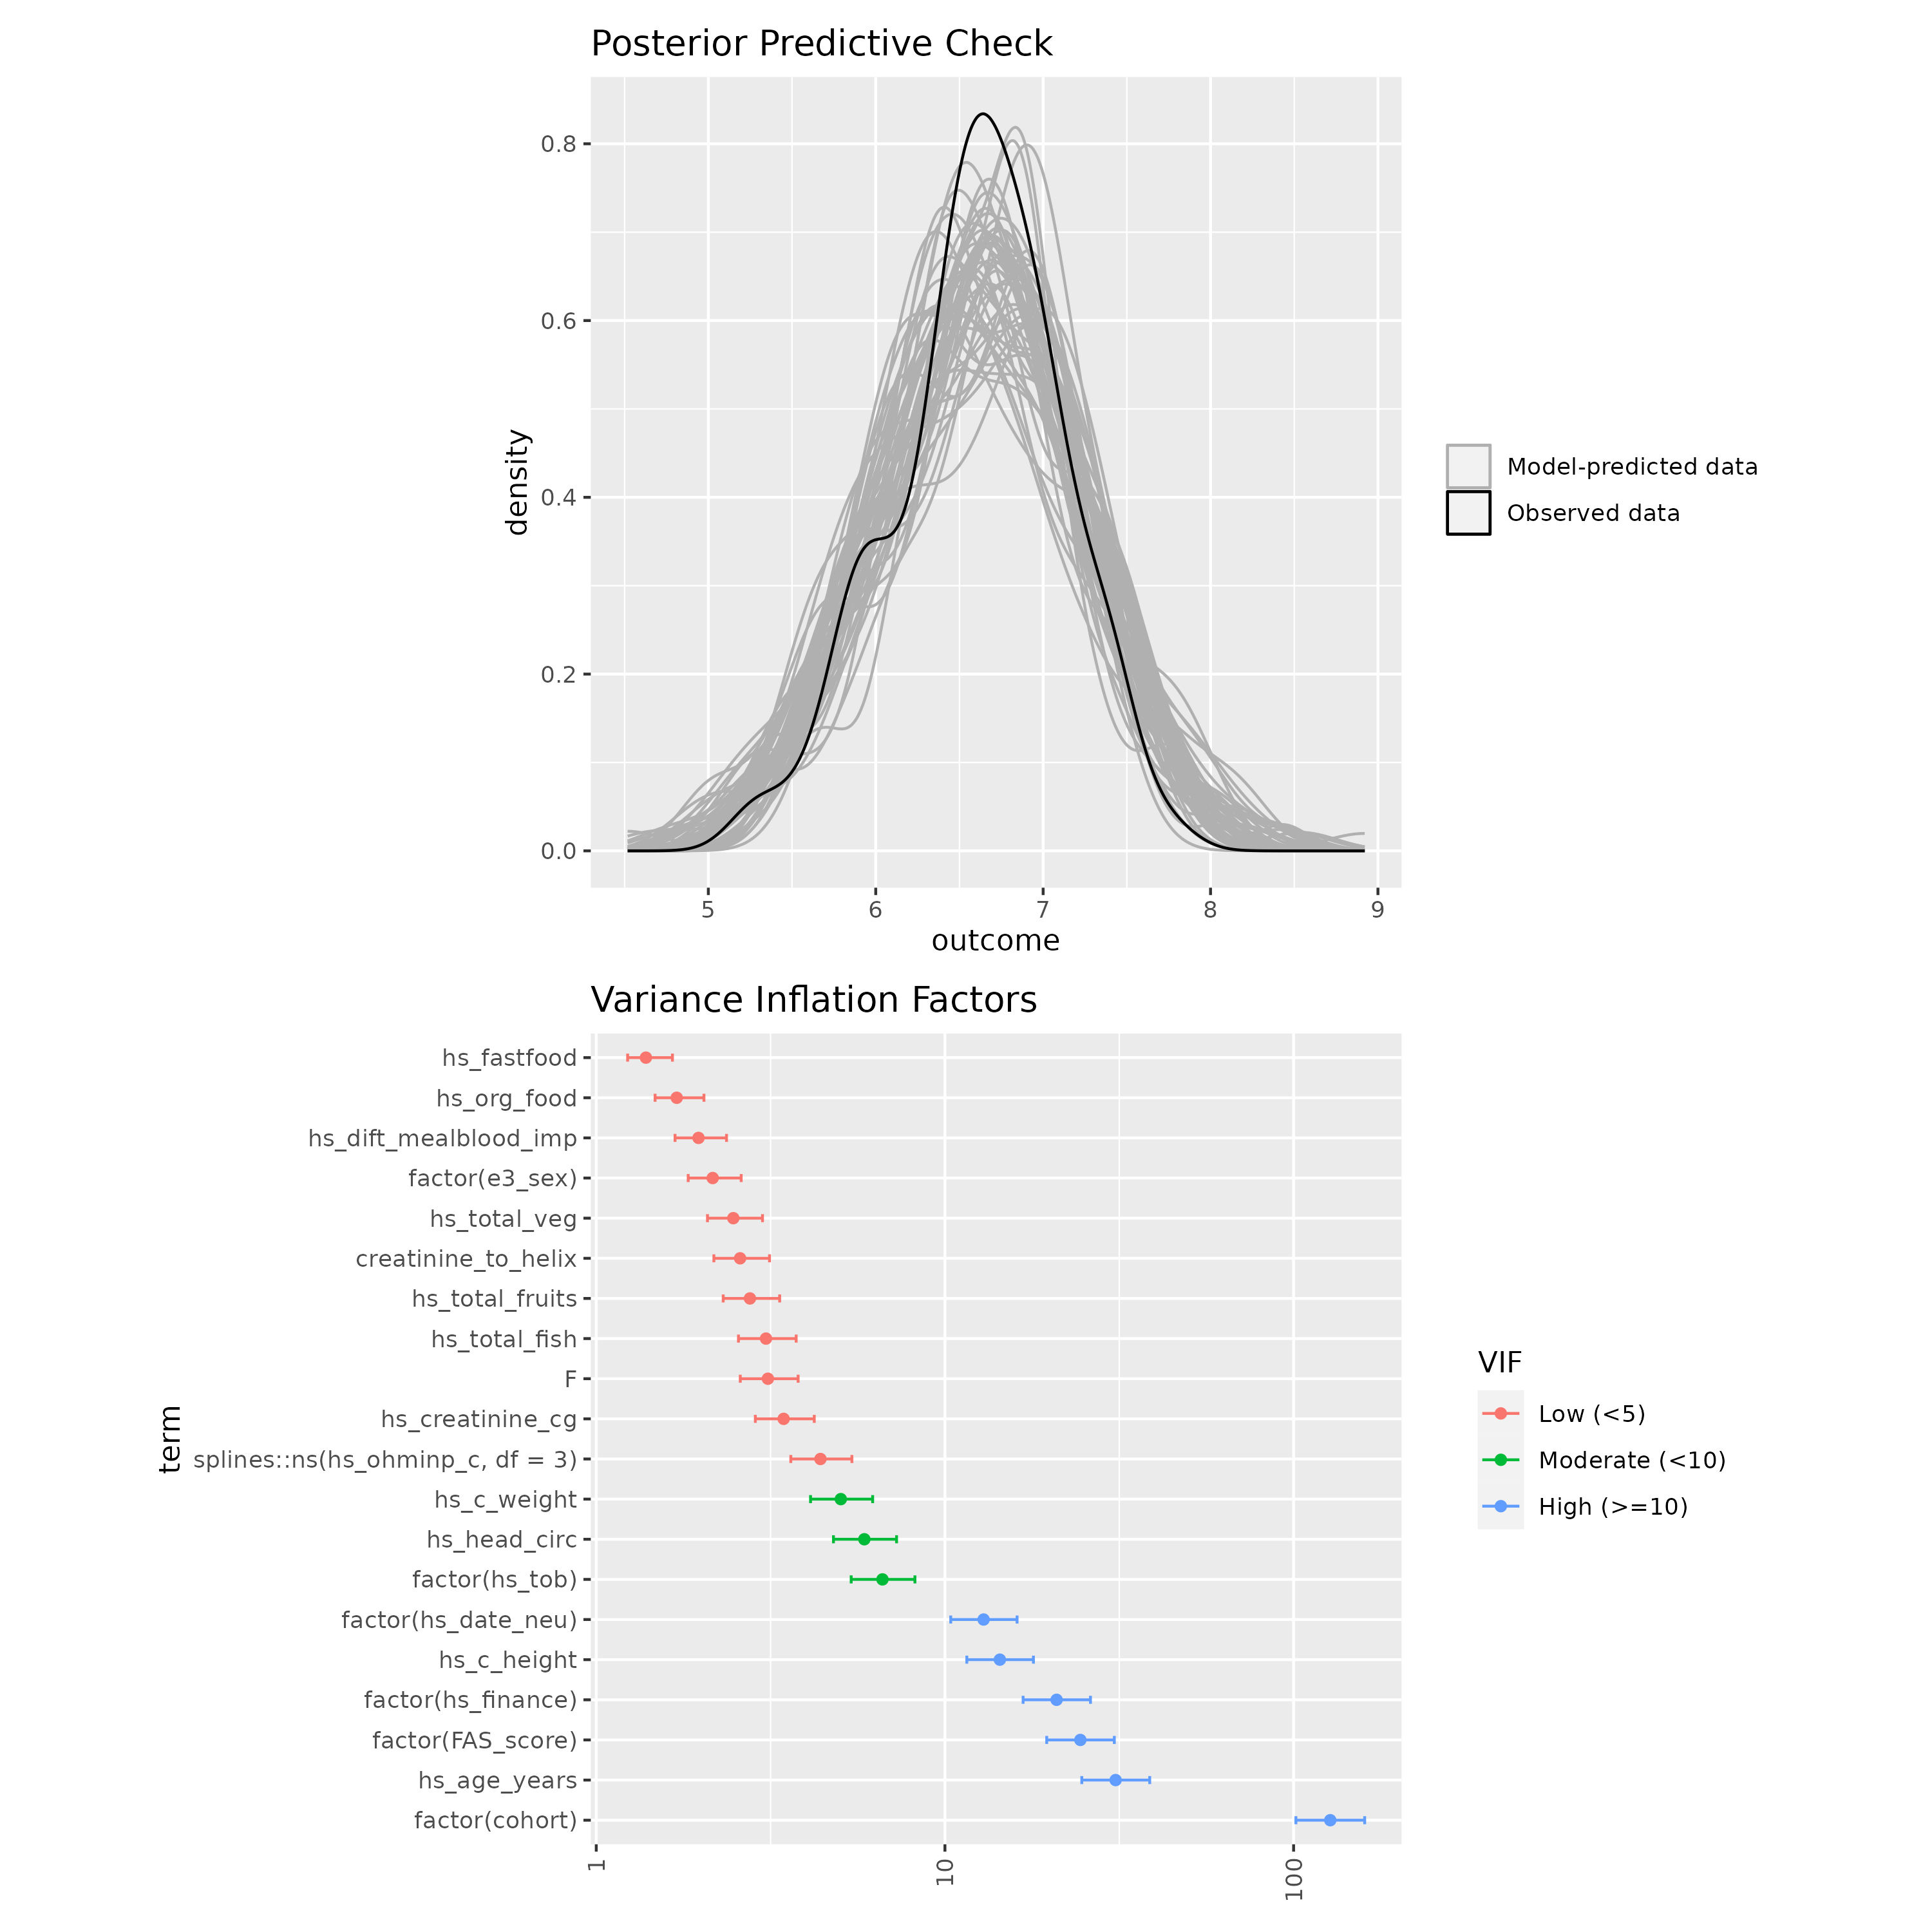 Posterior Predictive Check
density
0.8
0.6
0.4
0.2
0.0
5 6 7 8 9
outcome
Model-predicted data
Observed data
Variance Inflation Factors
term
hs_fastfood
hs_org_food
hs_dift_mealblood_imp
factor(e3_sex)
hs_total_veg
creatinine_to_helix
hs_total_fruits
hs_total_fish
F
hs_creatinine_cg
splines::ns(hs_ohminp_c, df = 3)
hs_c_weight
hs_head_circ
factor(hs_tob)
factor(hs_date_neu)
hs_c_height
factor(hs_finance)
factor(FAS_score)
hs_age_years
factor(cohort)
1 10 100
VIF
Low (<5)
Moderate (<10)
High (>=10)